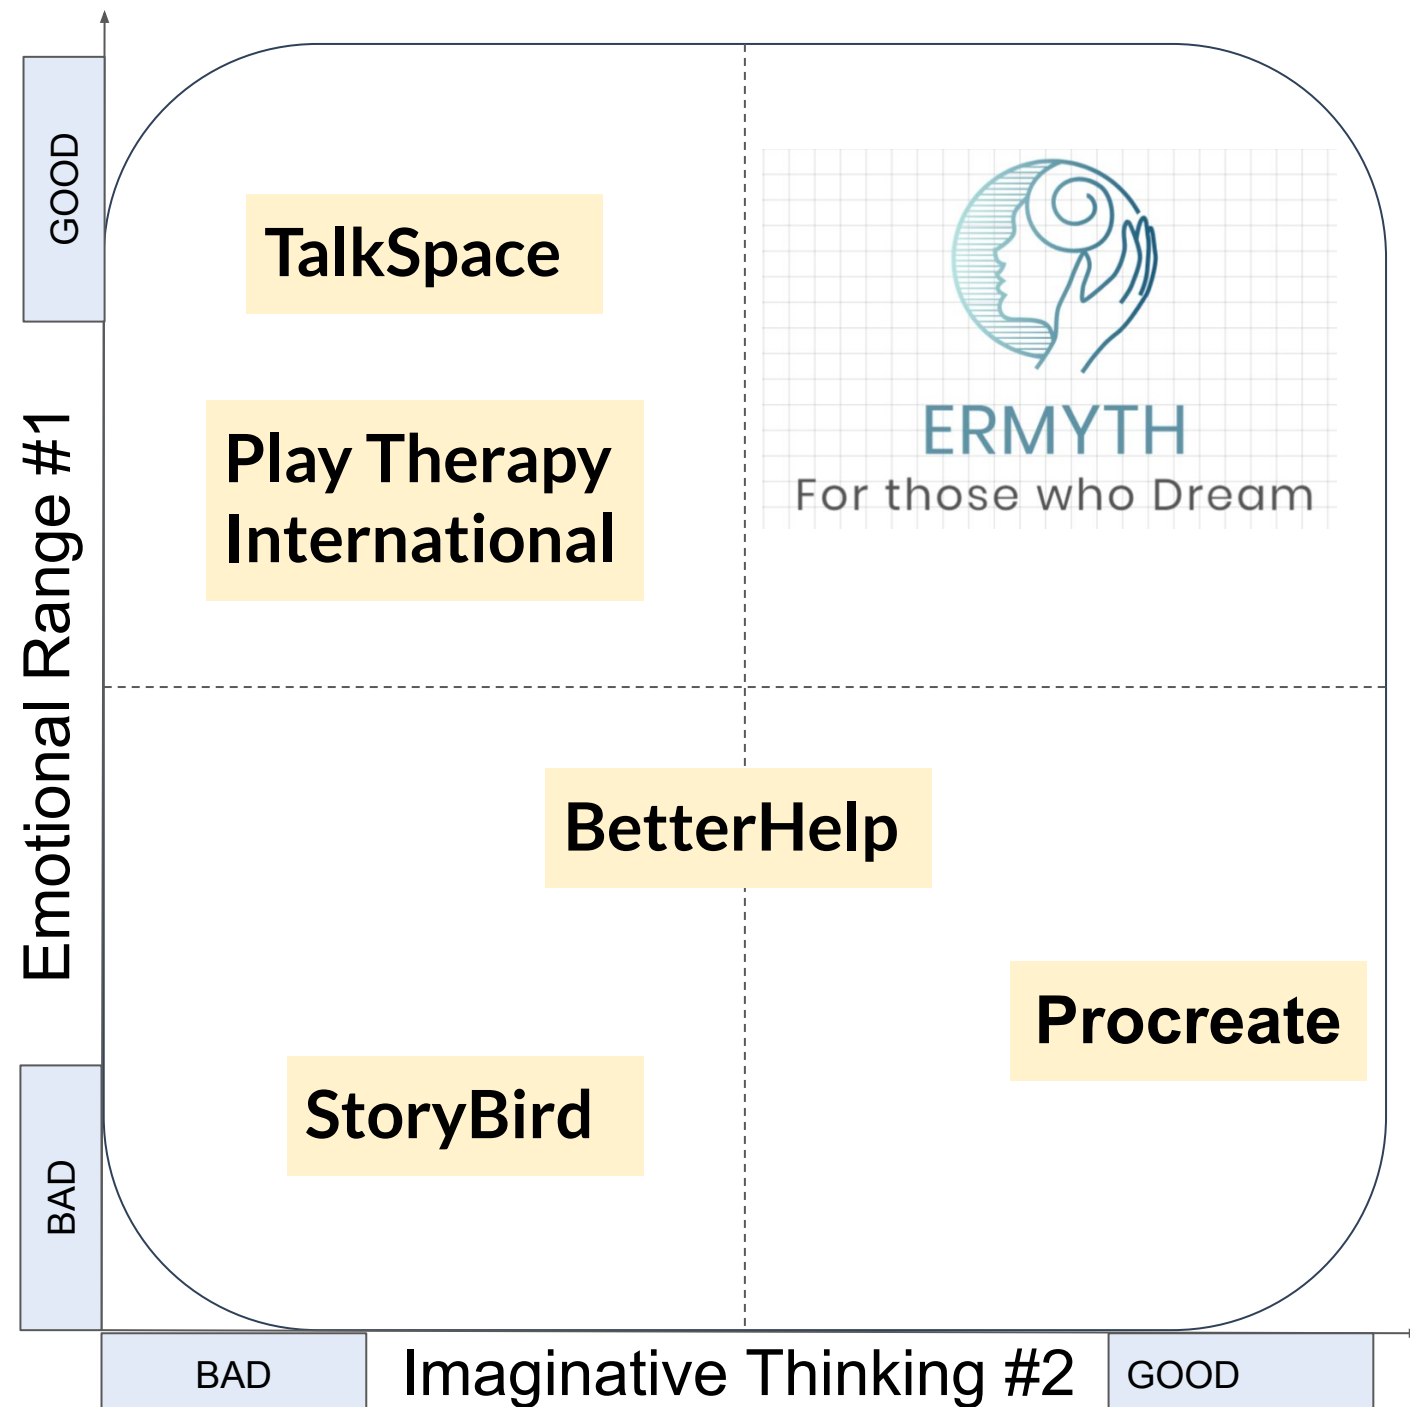 GOOD
TalkSpace
ERMYTH
For those who Dream
Play Therapy
International
Emotional Range #1
BetterHelp
Procreate
StoryBird
BAD
BAD
Imaginative Thinking #2
GOOD